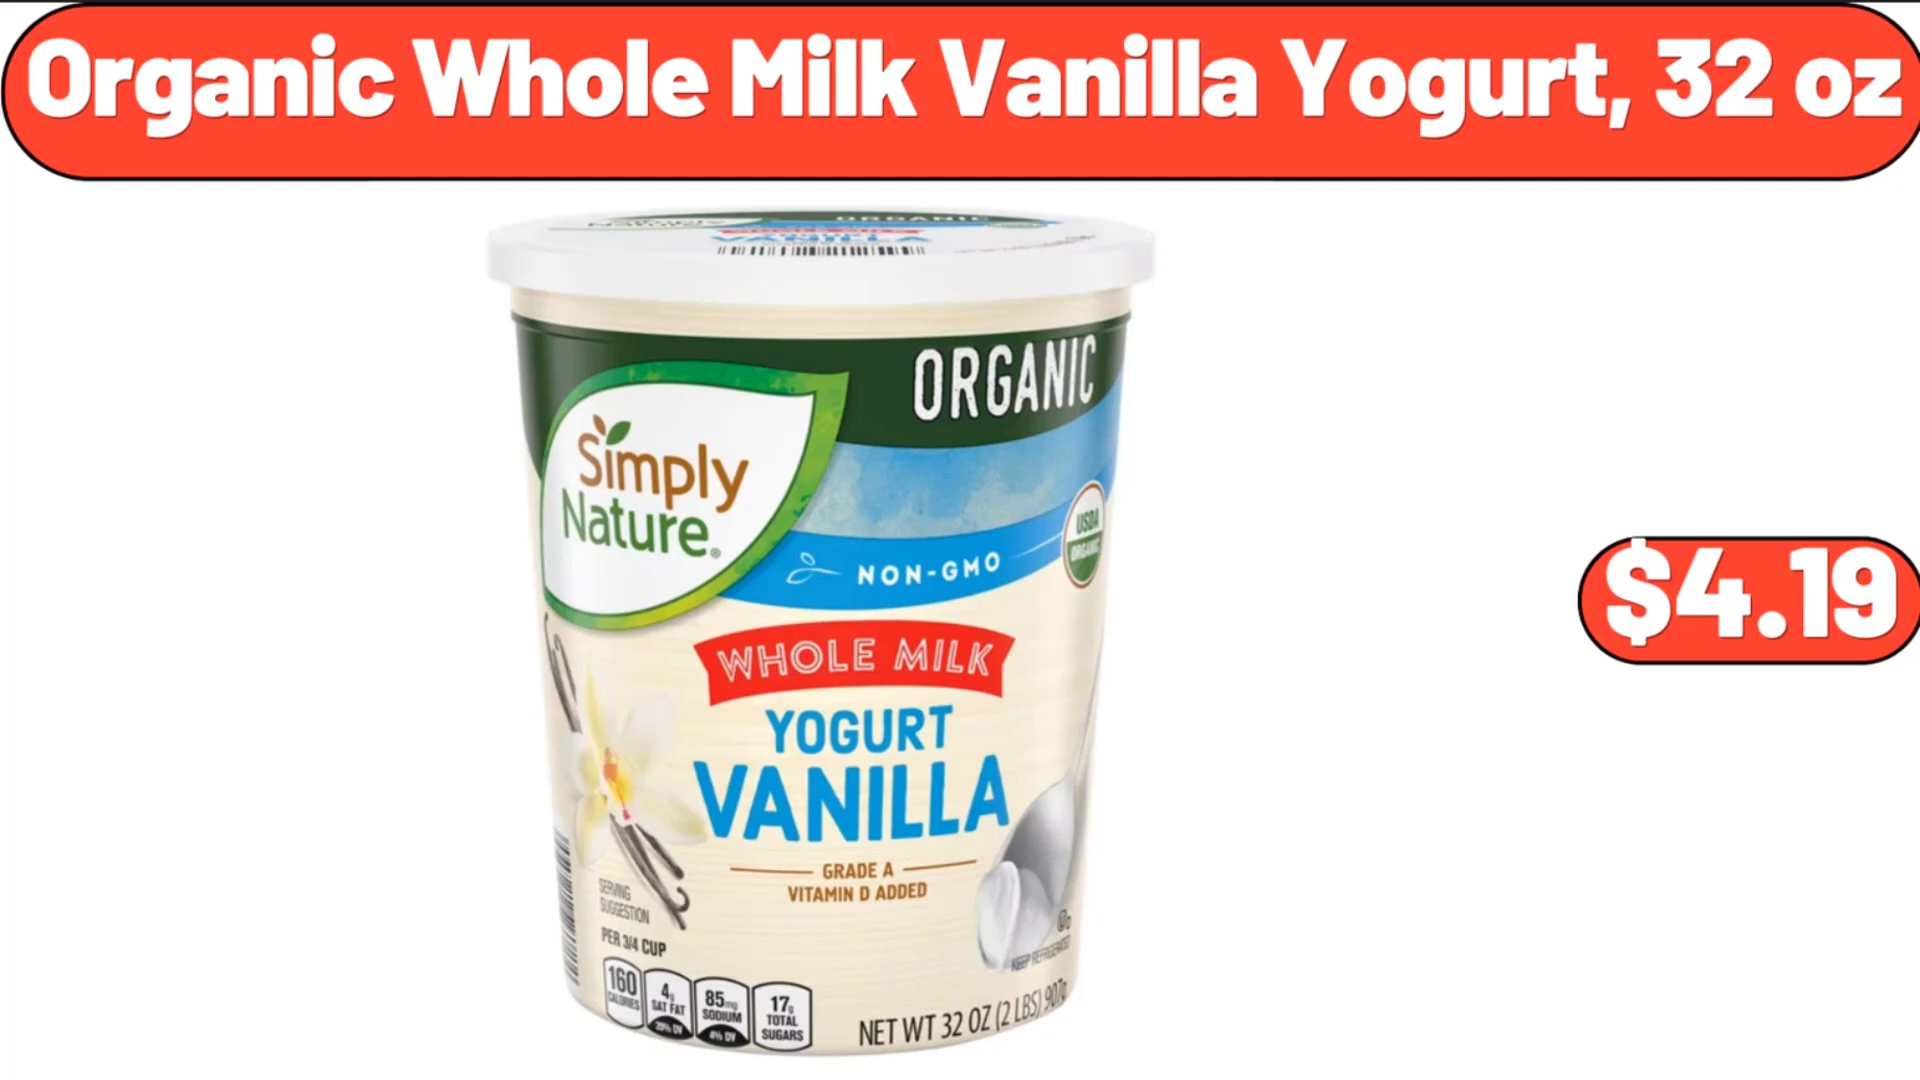 Organic Whole Milk Vanilla Yogurt, 32 oz
ORGANIC
VANILLA
ORGANIC
Simply
Nature®
USDA
ORGANIC
NON-GMO
$4.19
WHOLE MILK
YOGURT
VANILLA
GRADE A
VITAMIN D ADDED
SERVING
SUGGESTION
PER 3/4 CUP
KEEP REFRIGERATED
160
CALORIES
4g
SAT FAT
20% DV
85mg
SODIUM
4% DV
17g
TOTAL
SUGARS
NET WT 32 OZ (2 LBS) 907g